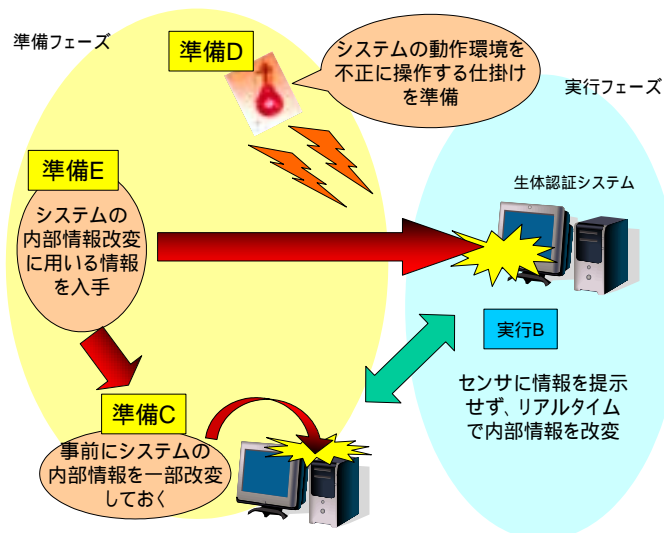 準備フェーズ
準備D
システムの動作環境を
不正に操作する仕掛け
を準備
実行フェーズ
準備E
システムの
内部情報改変
に用いる情報
を入手
生体認証システム
実行B
センサに情報を提示
せず、リアルタイム
で内部情報を改変
準備C
事前にシステムの
内部情報を一部改変
しておく